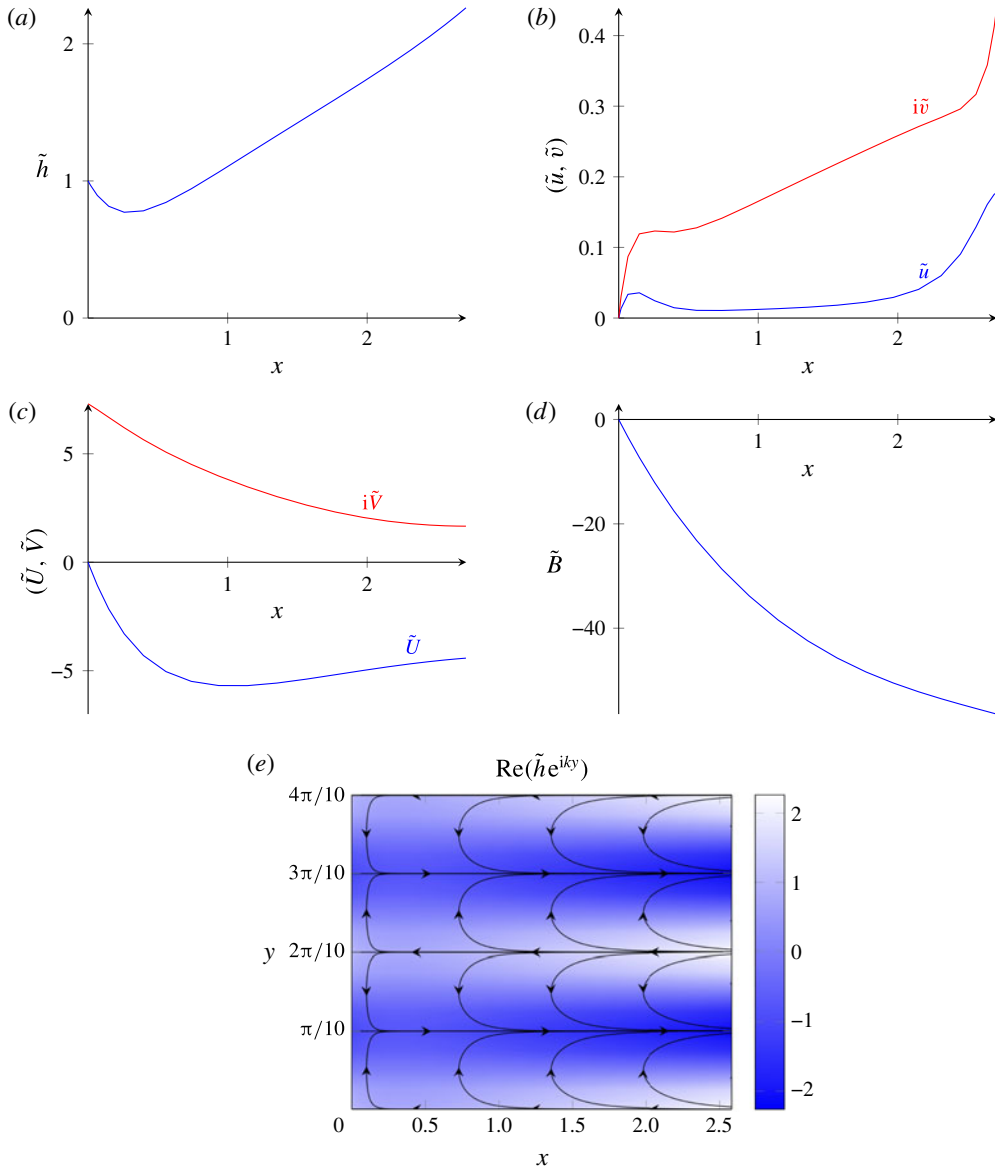 (a)
2
1
0
h̃
1
2
x
(b)
0.4
0.3
0.2
0.1
0
(ũ, ṽ)
iṽ
ũ
1
2
x
(c)
5
0
−5
(Ũ, Ṽ)
iṼ
1
2
x
Ũ
(d)
0
−20
−40
B̃
1
2
x
(e)
Re(h̃e^{iky})
4π/10
3π/10
y
2π/10
π/10
0
0.5
1.0
1.5
2.0
2.5
x
2
1
0
−1
−2